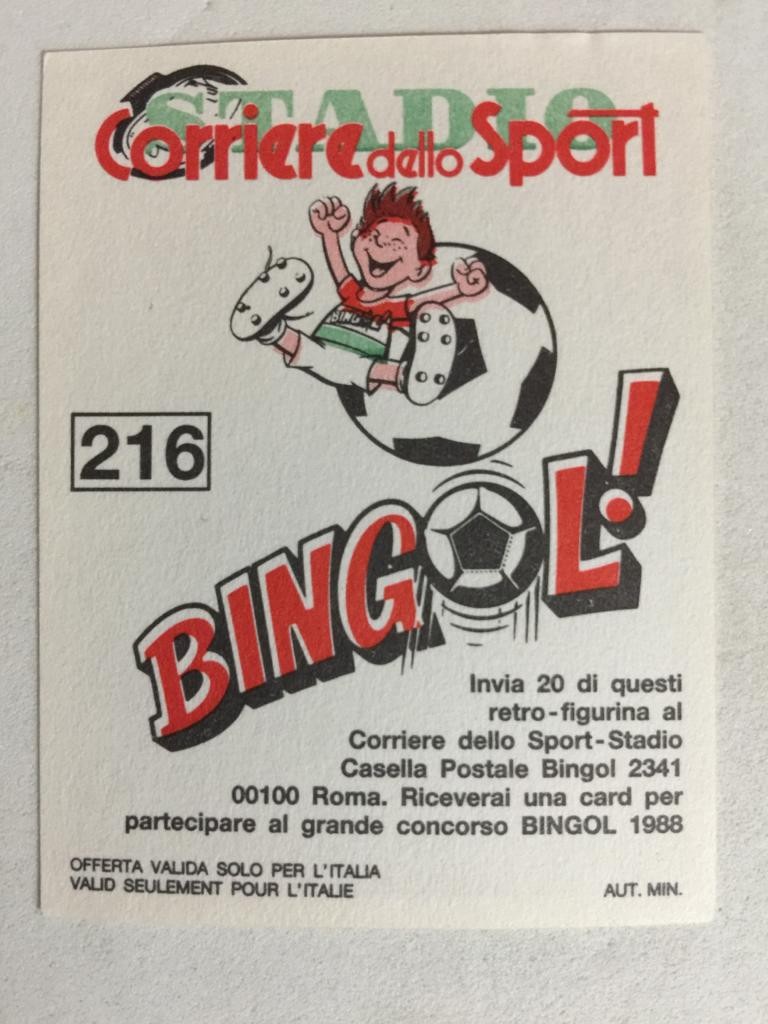 STADIO
Corriere dello Sport
BINGOL
216
BINGOL!
Invia 20 di questi
retro-figurina al
Corriere dello Sport-Stadio
Casella Postale Bingol 2341
00100 Roma. Riceverai una card per
partecipare al grande concorso BINGOL 1988
OFFERTA VALIDA SOLO PER L'ITALIA
VALID SEULEMENT POUR L'ITALIE
AUT. MIN.